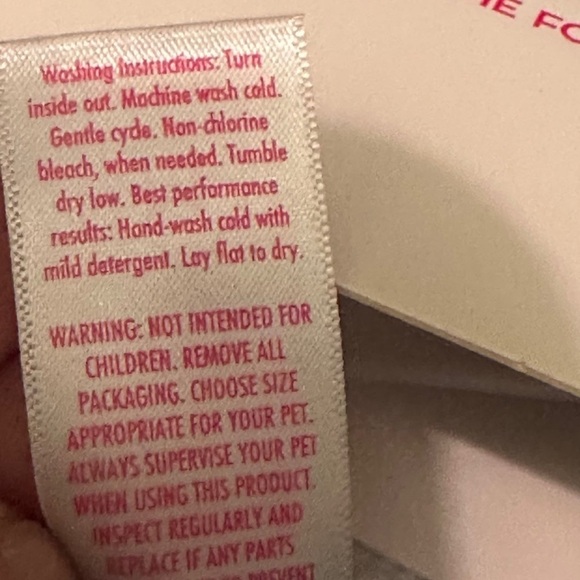 IE FO
Washing Instructions: Turn
inside out. Machine wash cold.
Gentle cycle. Non-chlorine
bleach, when needed. Tumble
dry low. Best performance
results: Hand-wash cold with
mild detergent. Lay flat to dry.
WARNING: NOT INTENDED FOR
CHILDREN. REMOVE ALL
PACKAGING. CHOOSE SIZE
APPROPRIATE FOR YOUR PET.
ALWAYS SUPERVISE YOUR PET
WHEN USING THIS PRODUCT.
INSPECT REGULARLY AND
REPLACE IF ANY PARTS
PREVENT